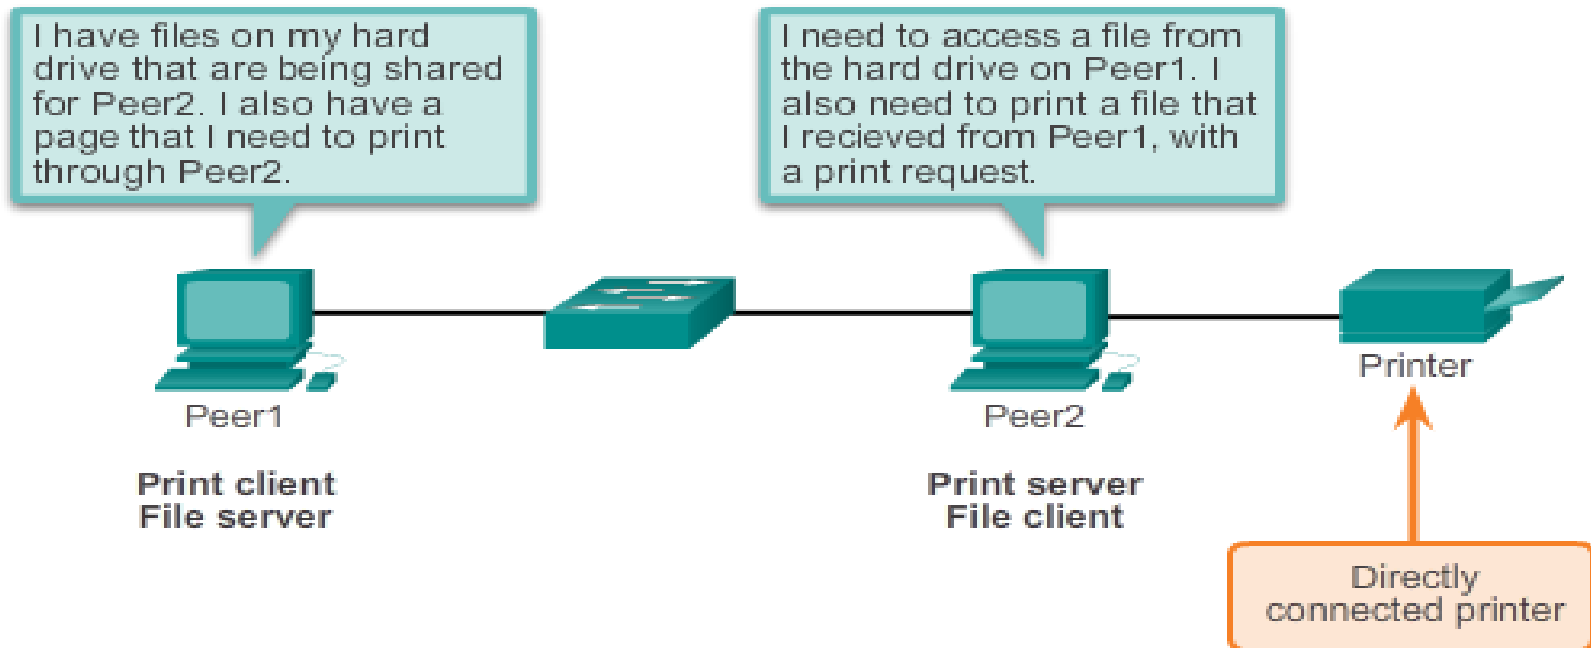 I have files on my hard
drive that are being shared
for Peer2. I also have a
page that I need to print
through Peer2.
I need to access a file from
the hard drive on Peer1. I
also need to print a file that
I recieved from Peer1, with
a print request.
Printer
Peer1
Peer2
Print client
File server
Print server
File client
Directly
connected printer